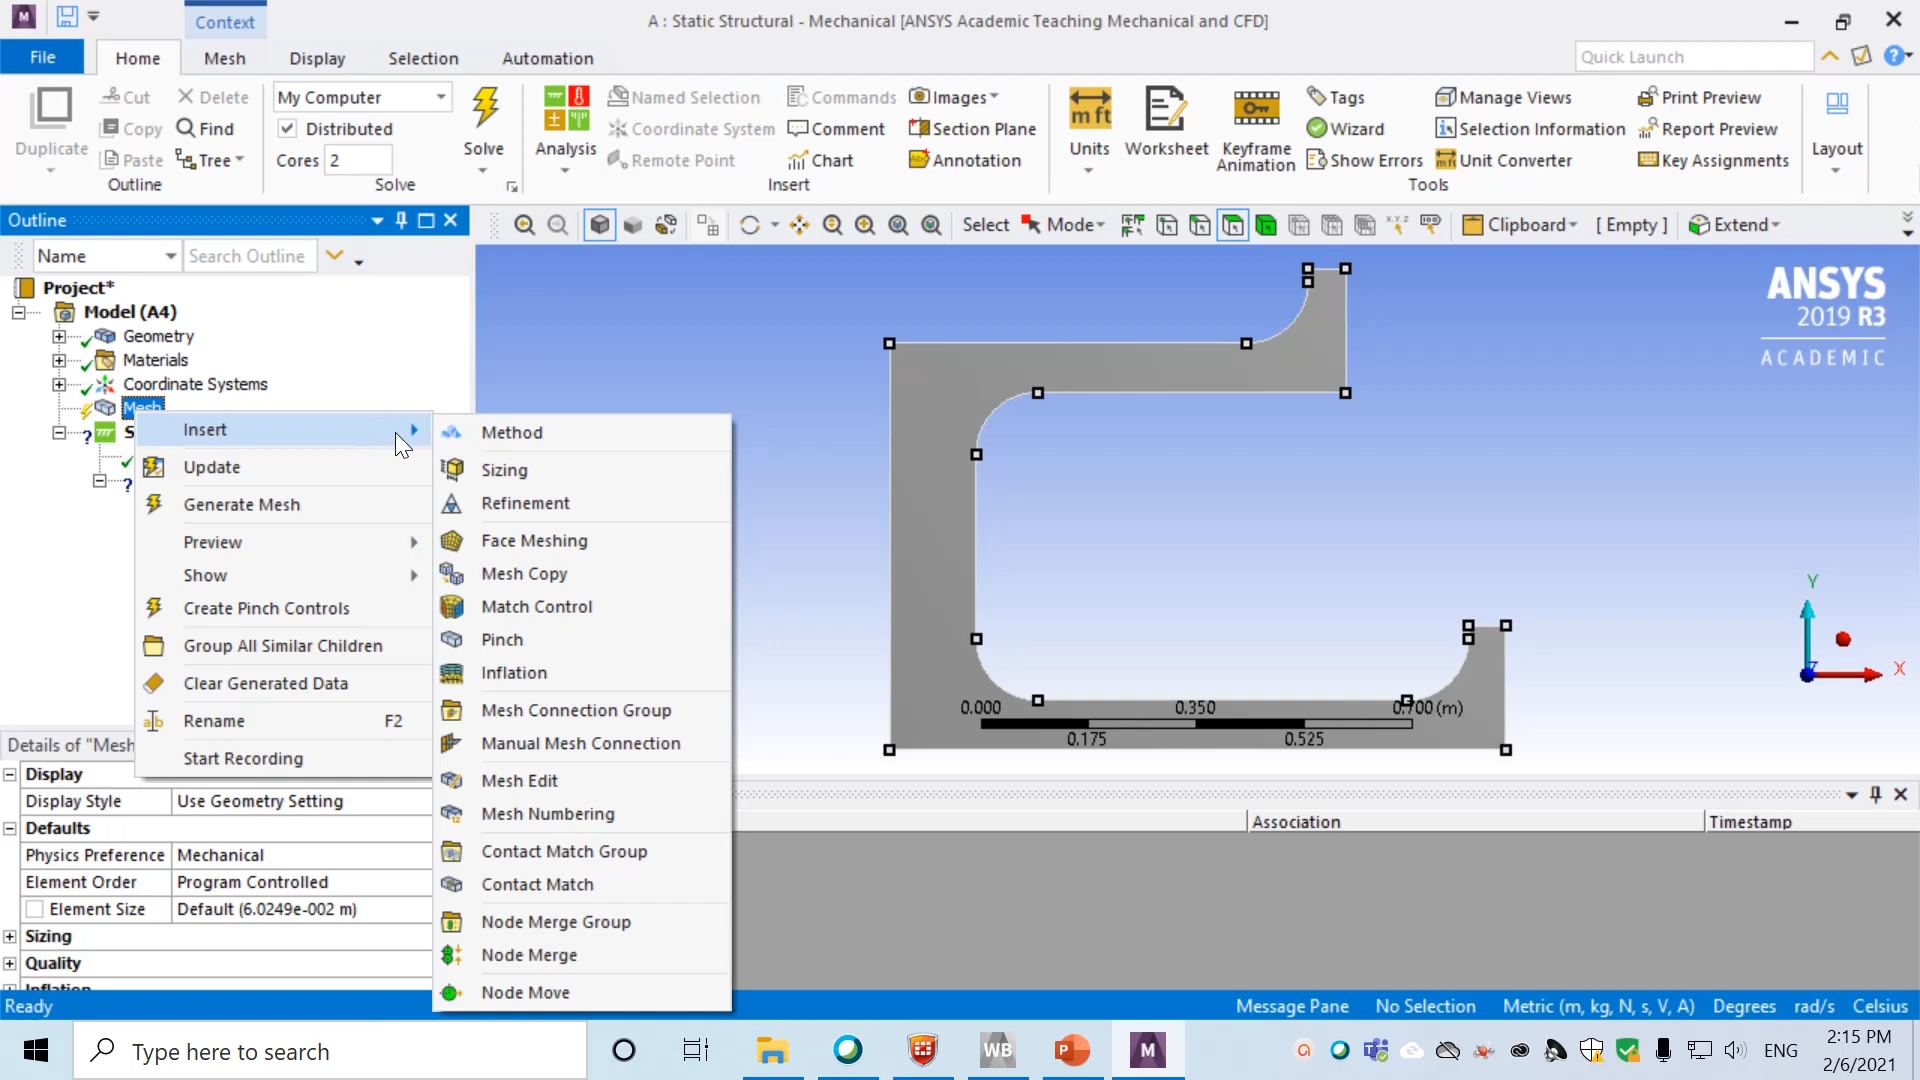 Context
A : Static Structural - Mechanical [ANSYS Academic Teaching Mechanical and CFD]
File Home Mesh Display Selection Automation
Quick Launch
Duplicate
Cut
Copy
Paste
Delete
Find
Tree
Outline
My Computer
Distributed
Cores 2
Solve
Solve
Analysis
Named Selection
Coordinate System
Remote Point
Commands
Comment
Chart
Images
Section Plane
Annotation
Insert
Units
Worksheet
Keyframe
Animation
Tags
Wizard
Show Errors
Manage Views
Selection Information
Unit Converter
Print Preview
Report Preview
Key Assignments
Tools
Layout
Outline
Select Mode Clipboard [ Empty ] Extend
Name Search Outline
Project*
Model (A4)
Geometry
Materials
Coordinate Systems
Mesh
S
Insert
Update
Generate Mesh
Preview
Show
Create Pinch Controls
Group All Similar Children
Clear Generated Data
Rename F2
Start Recording
Method
Sizing
Refinement
Face Meshing
Mesh Copy
Match Control
Pinch
Inflation
Mesh Connection Group
Manual Mesh Connection
Mesh Edit
Mesh Numbering
Contact Match Group
Contact Match
Node Merge Group
Node Merge
Node Move
ANSYS
2019 R3
ACADEMIC
Y
X
Z
0.000 0.350 0.700 (m)
0.175 0.525
Details of "Mesh
Display
Display Style Use Geometry Setting
Defaults
Physics Preference Mechanical
Element Order Program Controlled
Element Size Default (6.0249e-002 m)
Sizing
Quality
Inflation
Association Timestamp
Ready
Message Pane No Selection Metric (m, kg, N, s, V, A) Degrees rad/s Celsius
Type here to search
WB
P
M
ENG
2:15 PM
2/6/2021